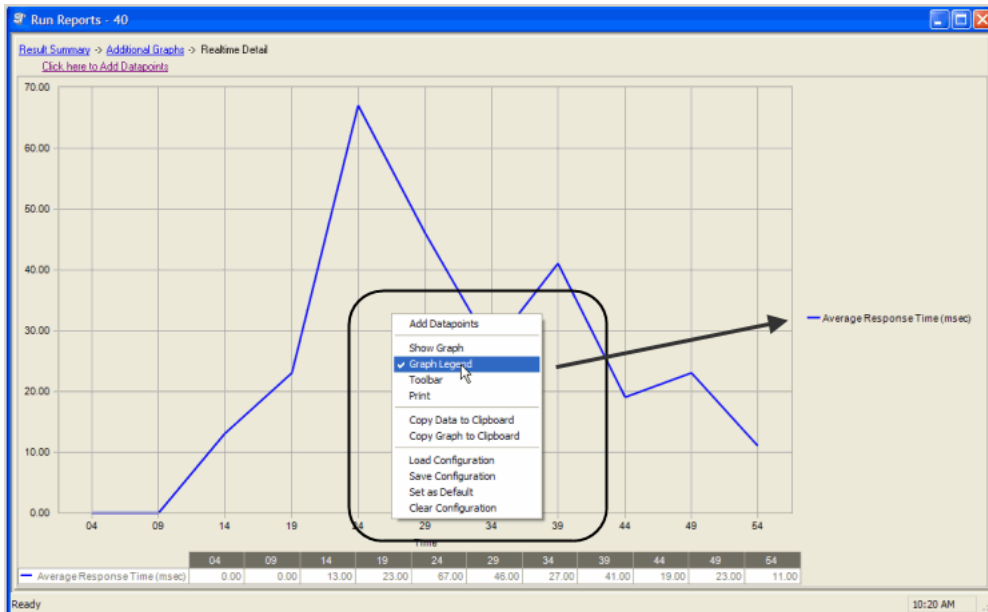 Run Reports - 40
Result Summary -> Additional Graphs -> Realtime Detail
Click here to Add Datapoints
70.00
60.00
50.00
40.00
30.00
20.00
10.00
0.00
Add Datapoints
Show Graph
Graph Legend
Toolbar
Print
Copy Data to Clipboard
Copy Graph to Clipboard
Load Configuration
Save Configuration
Set as Default
Clear Configuration
Average Response Time (msec)
04 09 14 19 24 29 34 39 44 49 54
Time
04 09 14 19 24 29 34 39 44 49 54
Average Response Time (msec) 0.00 0.00 13.00 23.00 67.00 46.00 27.00 41.00 19.00 23.00 11.00
Ready 10:20 AM